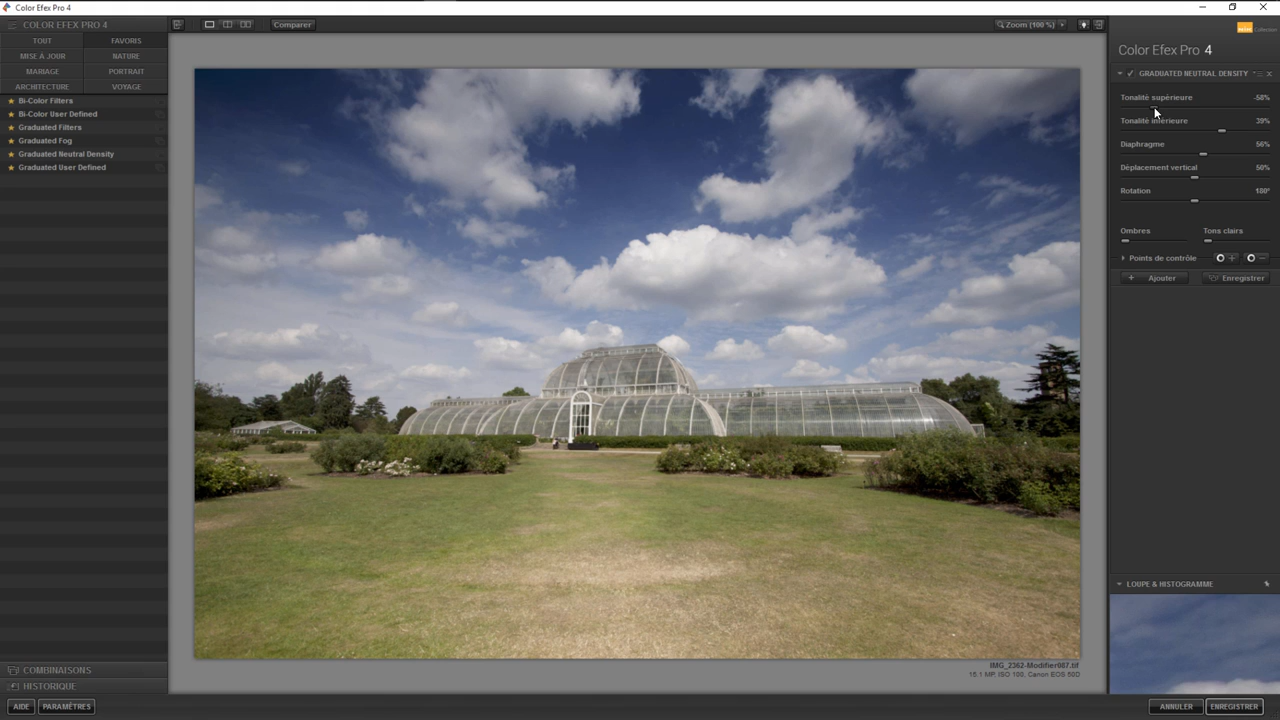 Color Efex Pro 4
COLOR EFEX PRO 4
Comparer
Zoom (100 %)
TOUT FAVORIS
MISE À JOUR NATURE
MARIAGE PORTRAIT
ARCHITECTURE VOYAGE
Bi-Color Filters
Bi-Color User Defined
Graduated Filters
Graduated Fog
Graduated Neutral Density
Graduated User Defined
Collection
Color Efex Pro 4
GRADUATED NEUTRAL DENSITY
Tonalité supérieure -58%
Tonalité inférieure 39%
Diaphragme 56%
Déplacement vertical 50%
Rotation 180°
Ombres Tons clairs
Points de contrôle
Ajouter Enregistrer
LOUPE & HISTOGRAMME
IMG_2362-Modifier987.tif
15.1 MP, ISO 100, Canon EOS 50D
COMBINAISONS
HISTORIQUE
AIDE PARAMÈTRES
ANNULER ENREGISTRER